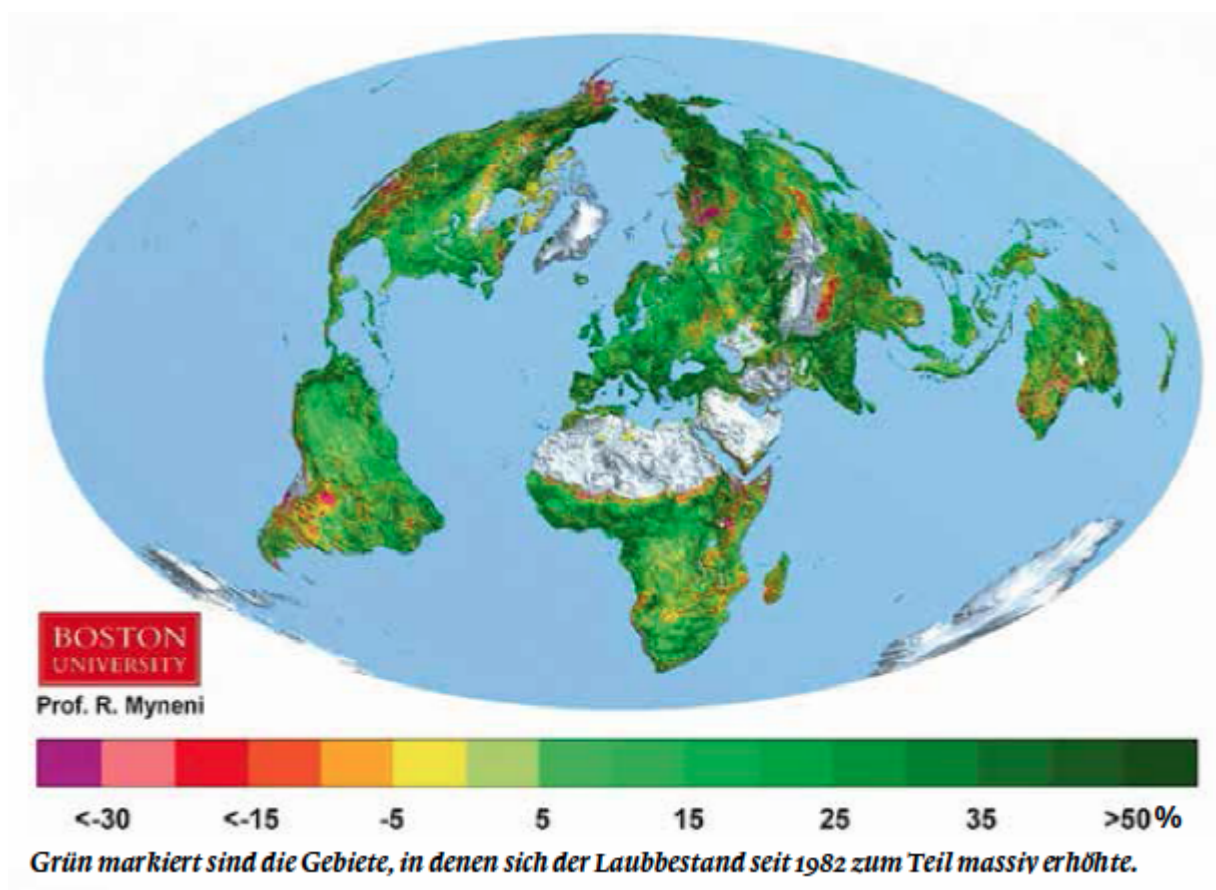 BOSTON
UNIVERSITY
Prof. R. Myneni
<-30 <-15 -5 5 15 25 35 >50%
Grün markiert sind die Gebiete, in denen sich der Laubbestand seit 1982 zum Teil massiv erhöhte.